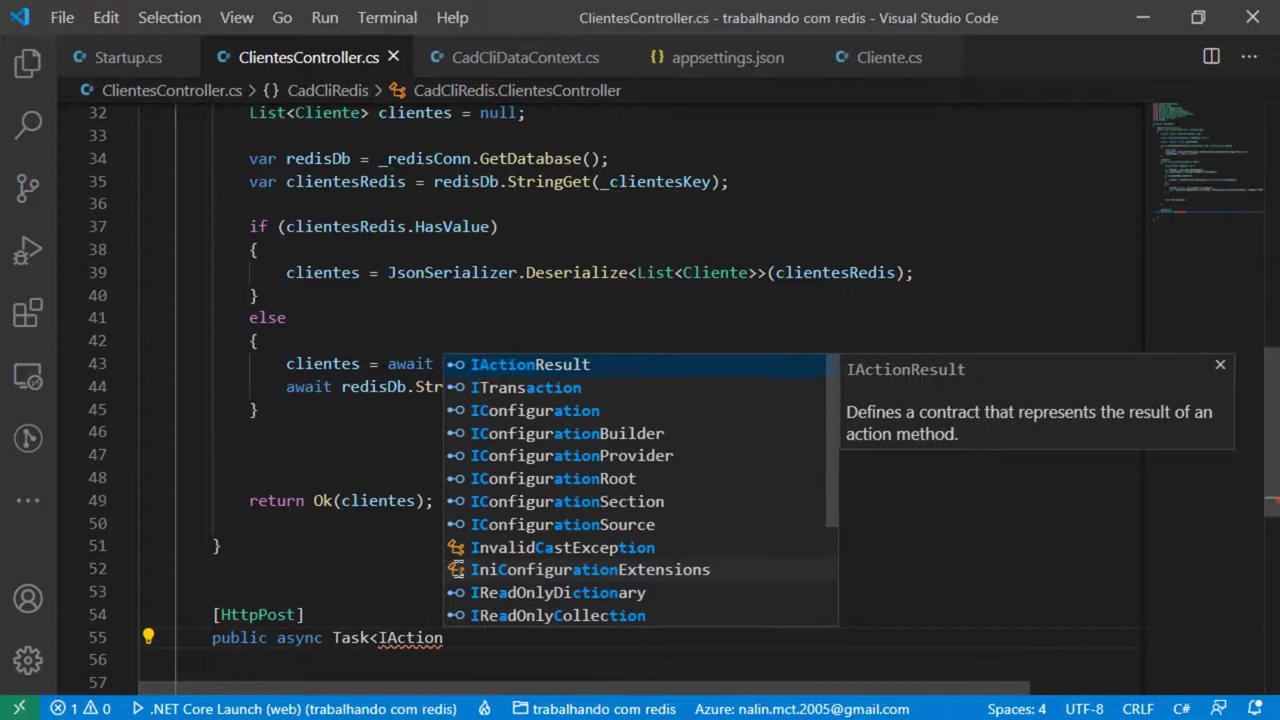 File Edit Selection View Go Run Terminal Help ClientesController.cs - trabalhando com redis - Visual Studio Code
Startup.cs ClientesController.cs CadCliDataContext.cs {} appsettings.json Cliente.cs
ClientesController.cs > {} CadCliRedis > CadCliRedis.ClientesController
32 List<Cliente> clientes = null;
33
34 var redisDb = _redisConn.GetDatabase();
35 var clientesRedis = redisDb.StringGet(_clientesKey);
36
37 if (clientesRedis.HasValue)
38 {
39 clientes = JsonSerializer.Deserialize<List<Cliente>>(clientesRedis);
40 }
41 else
42 {
43 clientes = await
44 await redisDb.Str
45 }
46
47
48
49 return Ok(clientes);
50
51 }
52
53
54 [HttpPost]
55 public async Task<IAction
56
57
IActionResult
ITransaction
IConfiguration
IConfigurationBuilder
IConfigurationProvider
IConfigurationRoot
IConfigurationSection
IConfigurationSource
InvalidCastException
IniConfigurationExtensions
IReadOnlyDictionary
IReadOnlyCollection
IActionResult
Defines a contract that represents the result of an
action method.
1 0 .NET Core Launch (web) (trabalhando com redis) trabalhando com redis Azure: nalin.mct.2005@gmail.com Spaces: 4 UTF-8 CRLF C#